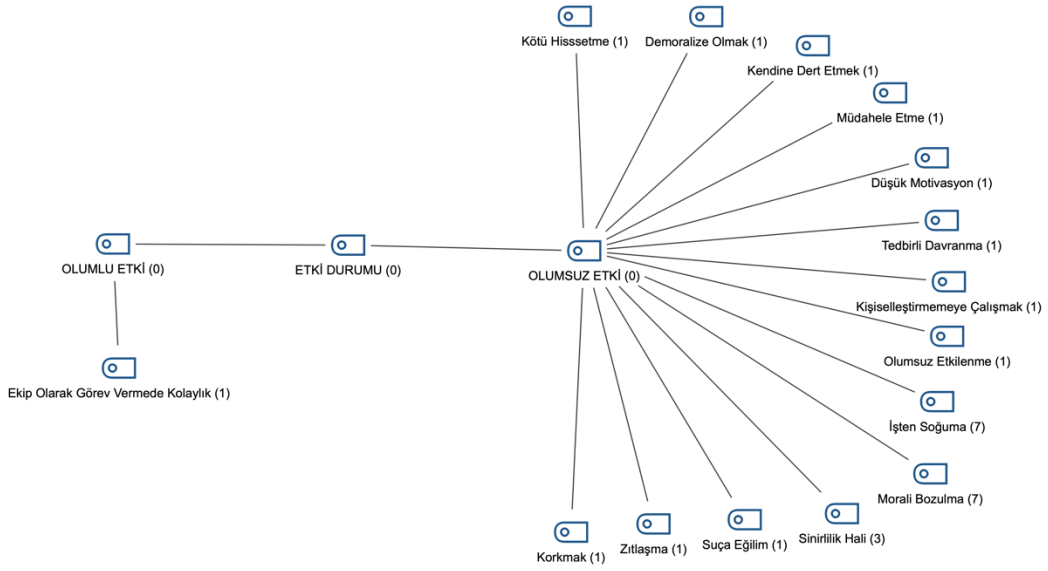 Kötü Hisssetme (1)
Demoralize Olmak (1)
Kendine Dert Etmek (1)
Müdahele Etme (1)
Düşük Motivasyon (1)
Tedbirli Davranma (1)
OLUMLU ETKİ (0)
ETKİ DURUMU (0)
OLUMSUZ ETKİ (0)
Kişiselleştirmemeye Çalışmak (1)
Olumsuz Etkilenme (1)
Ekip Olarak Görev Vermede Kolaylık (1)
İşten Soğuma (7)
Morali Bozulma (7)
Sinirlilik Hali (3)
Suça Eğilim (1)
Zıtlaşma (1)
Korkmak (1)